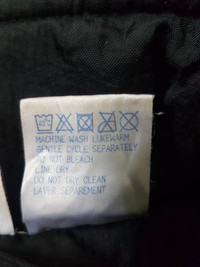 MACHINE WASH LUKEWARM
GENTLE CYCLE SEPARATELY
DO NOT BLEACH
LINE DRY
DO NOT DRY CLEAN
LAVER SEPAREMENT